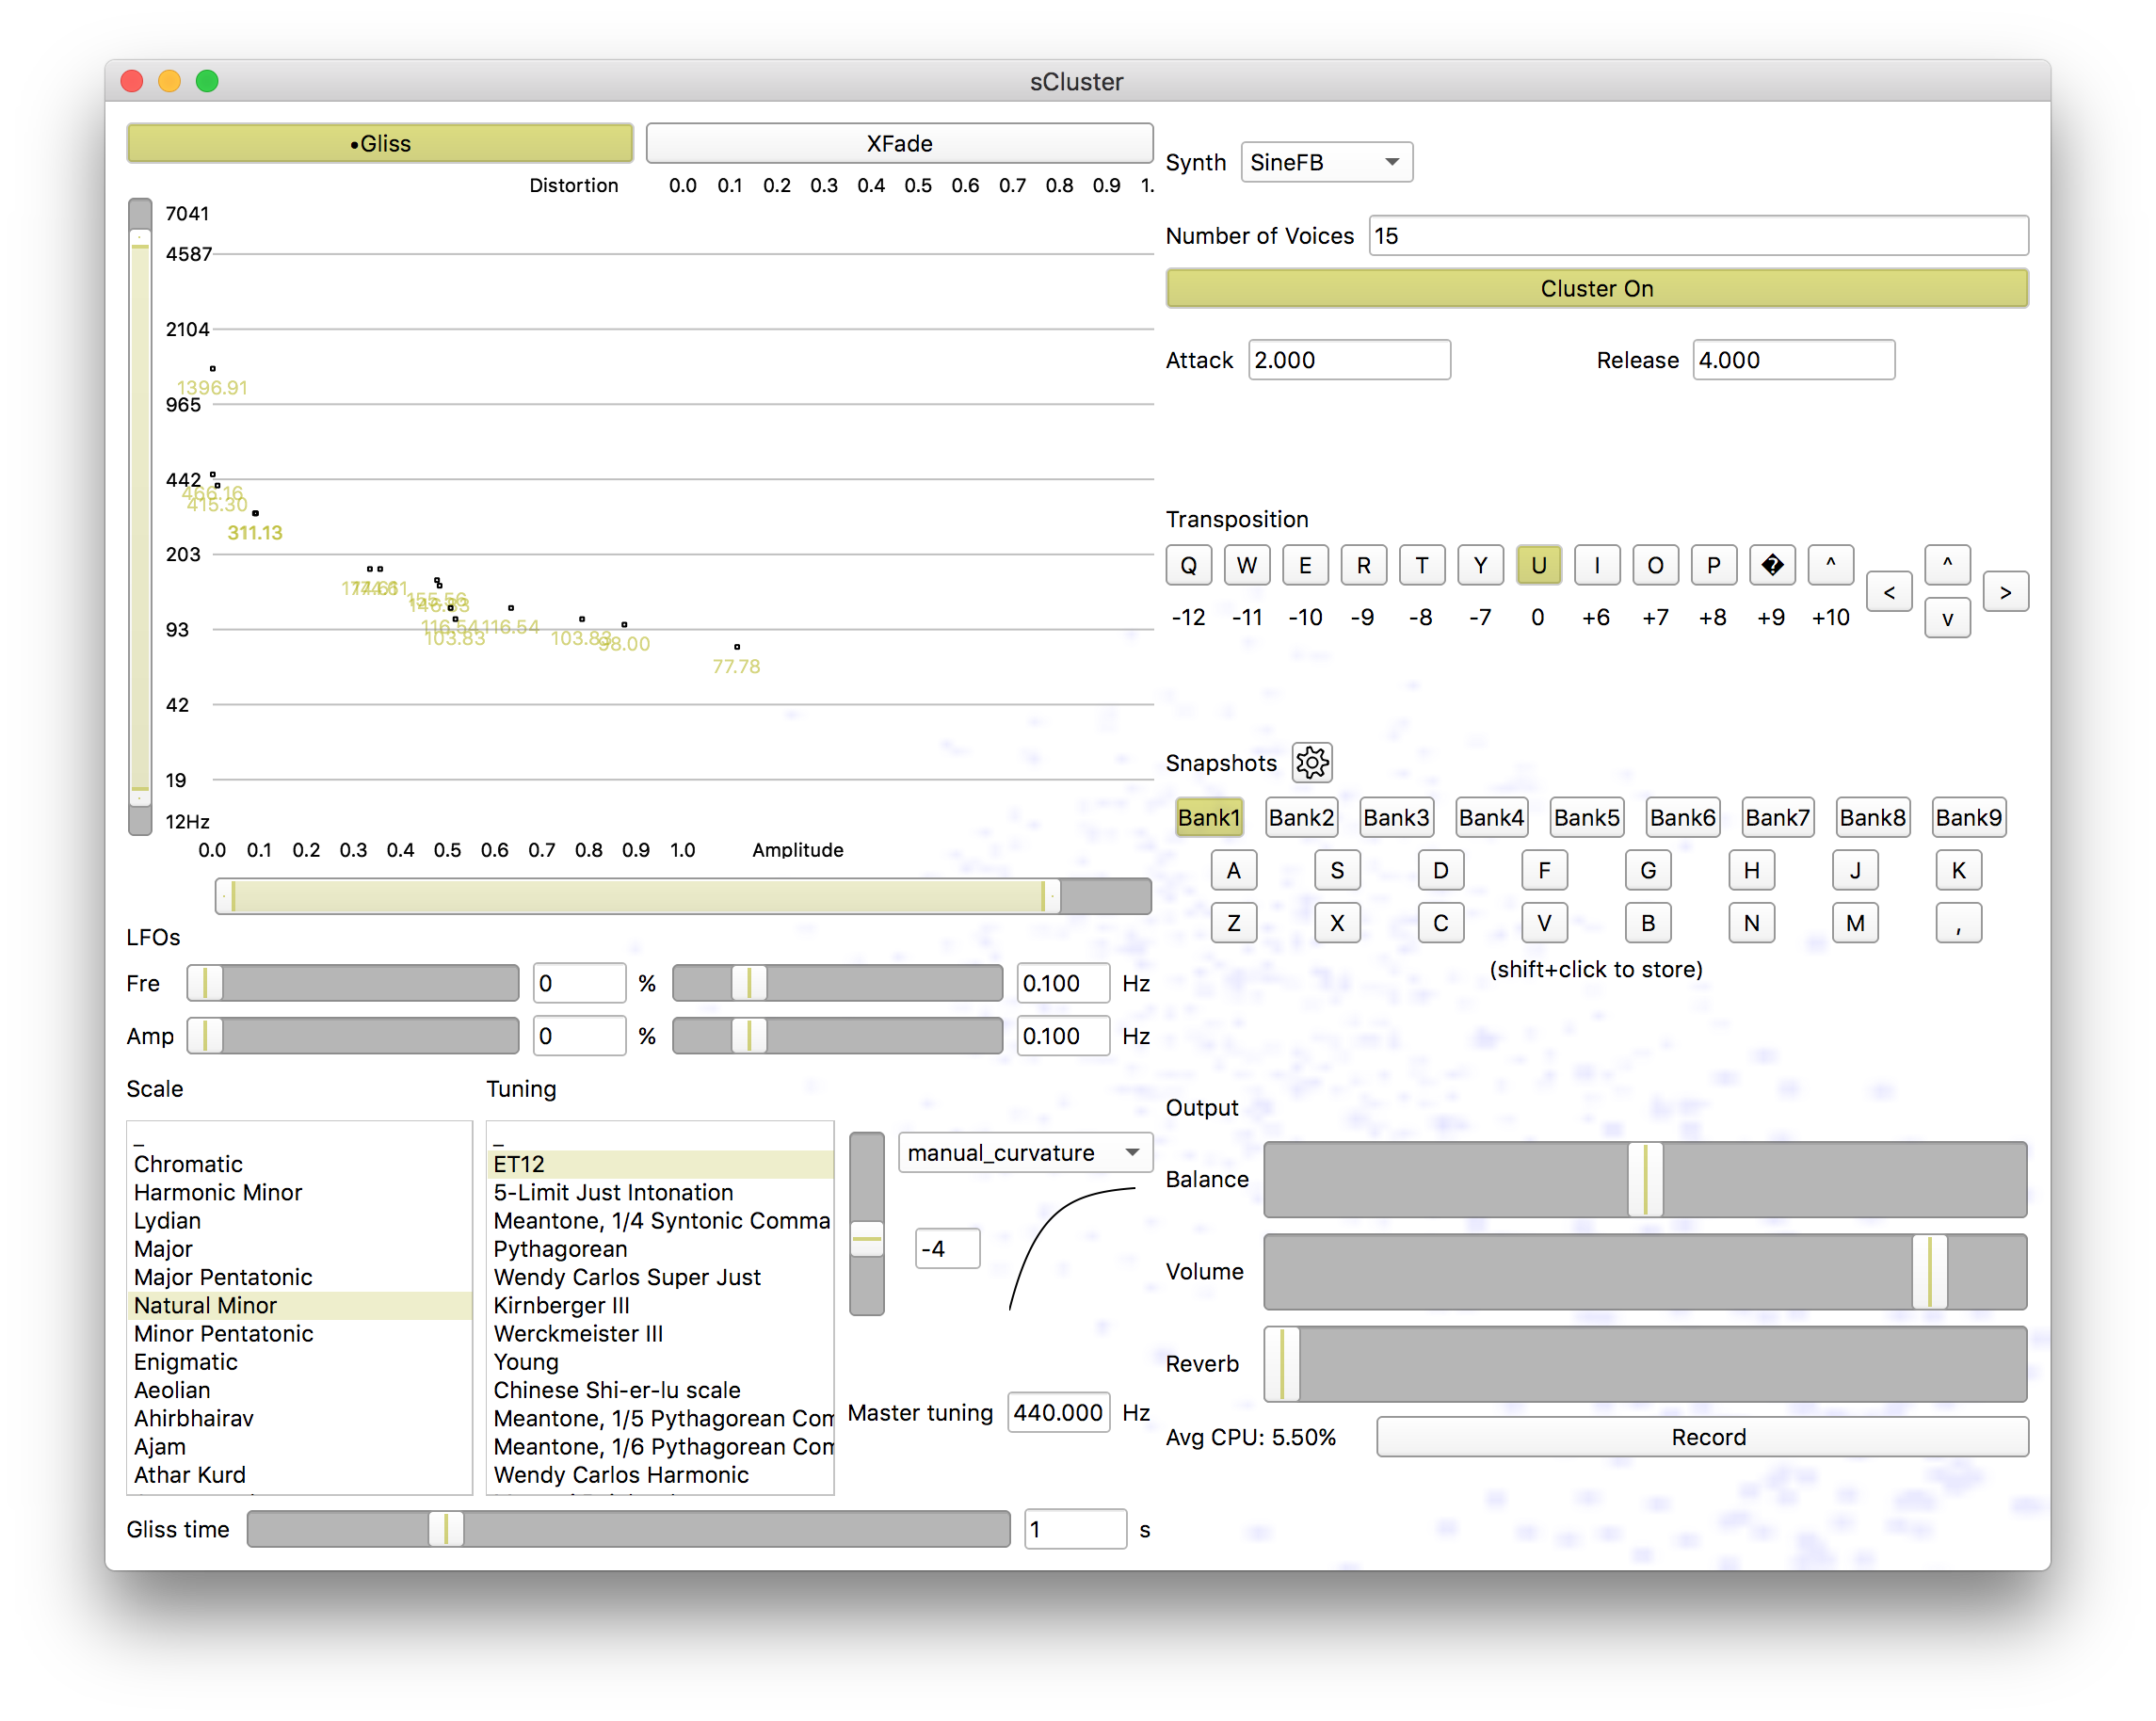 sCluster
•Gliss
XFade
Distortion 0.0 0.1 0.2 0.3 0.4 0.5 0.6 0.7 0.8 0.9 1.
7041
4587
2104
1396.91
965
442
466.16
415.30
311.13
203
174.61
155.56
146.83
116.54 116.54
93
103.83 103.83 98.00
77.78
42
19
12Hz
0.0 0.1 0.2 0.3 0.4 0.5 0.6 0.7 0.8 0.9 1.0 Amplitude
LFOs
Fre 0 % 0.100 Hz
Amp 0 % 0.100 Hz
Scale
_
Chromatic
Harmonic Minor
Lydian
Major
Major Pentatonic
Natural Minor
Minor Pentatonic
Enigmatic
Aeolian
Ahirbhairav
Ajam
Athar Kurd
Tuning
_
ET12
5-Limit Just Intonation
Meantone, 1/4 Syntonic Comma
Pythagorean
Wendy Carlos Super Just
Kirnberger III
Werckmeister III
Young
Chinese Shi-er-lu scale
Meantone, 1/5 Pythagorean Com
Meantone, 1/6 Pythagorean Com
Wendy Carlos Harmonic
manual_curvature
-4
Master tuning 440.000 Hz
Gliss time 1 s
Synth SineFB
Number of Voices 15
Cluster On
Attack 2.000 Release 4.000
Transposition
Q W E R T Y U I O P � ^
-12 -11 -10 -9 -8 -7 0 +6 +7 +8 +9 +10
< ^ v >
Snapshots
Bank1 Bank2 Bank3 Bank4 Bank5 Bank6 Bank7 Bank8 Bank9
A S D F G H J K
Z X C V B N M ,
(shift+click to store)
Output
Balance
Volume
Reverb
Avg CPU: 5.50% Record